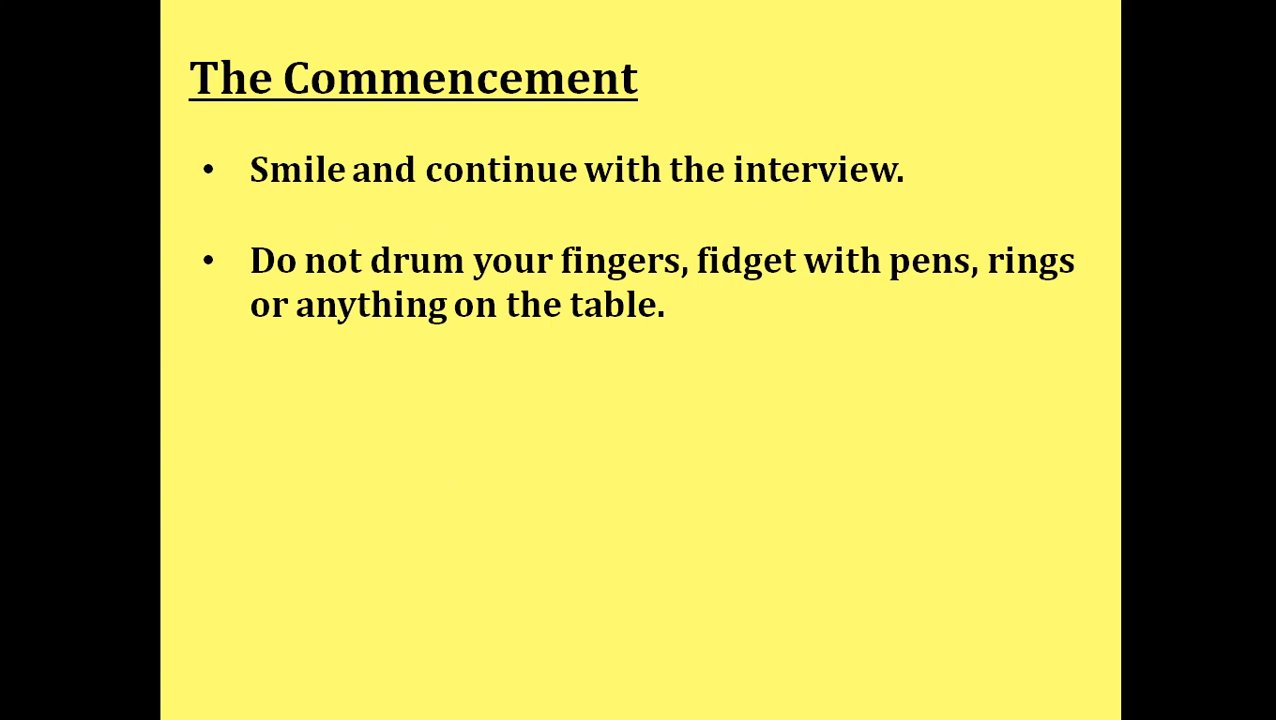 The Commencement
• Smile and continue with the interview.
• Do not drum your fingers, fidget with pens, rings
or anything on the table.